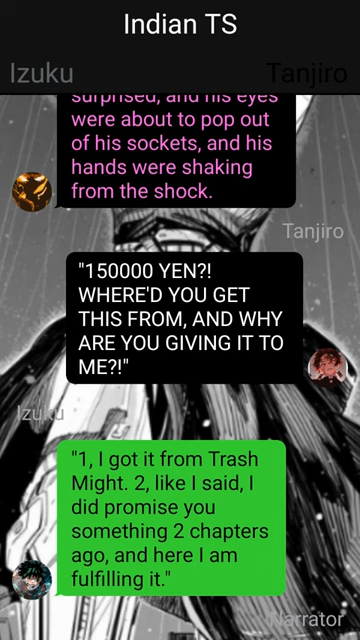 Indian TS
Izuku
Tanjiro
surprised, and his eyes
were about to pop out
of his sockets, and his
hands were shaking
from the shock.
Tanjiro
"150000 YEN?!
WHERE'D YOU GET
THIS FROM, AND WHY
ARE YOU GIVING IT TO
ME?!"
Izuku
"1, I got it from Trash
Might. 2, like I said, I
did promise you
something 2 chapters
ago, and here I am
fulfilling it."
Narrator